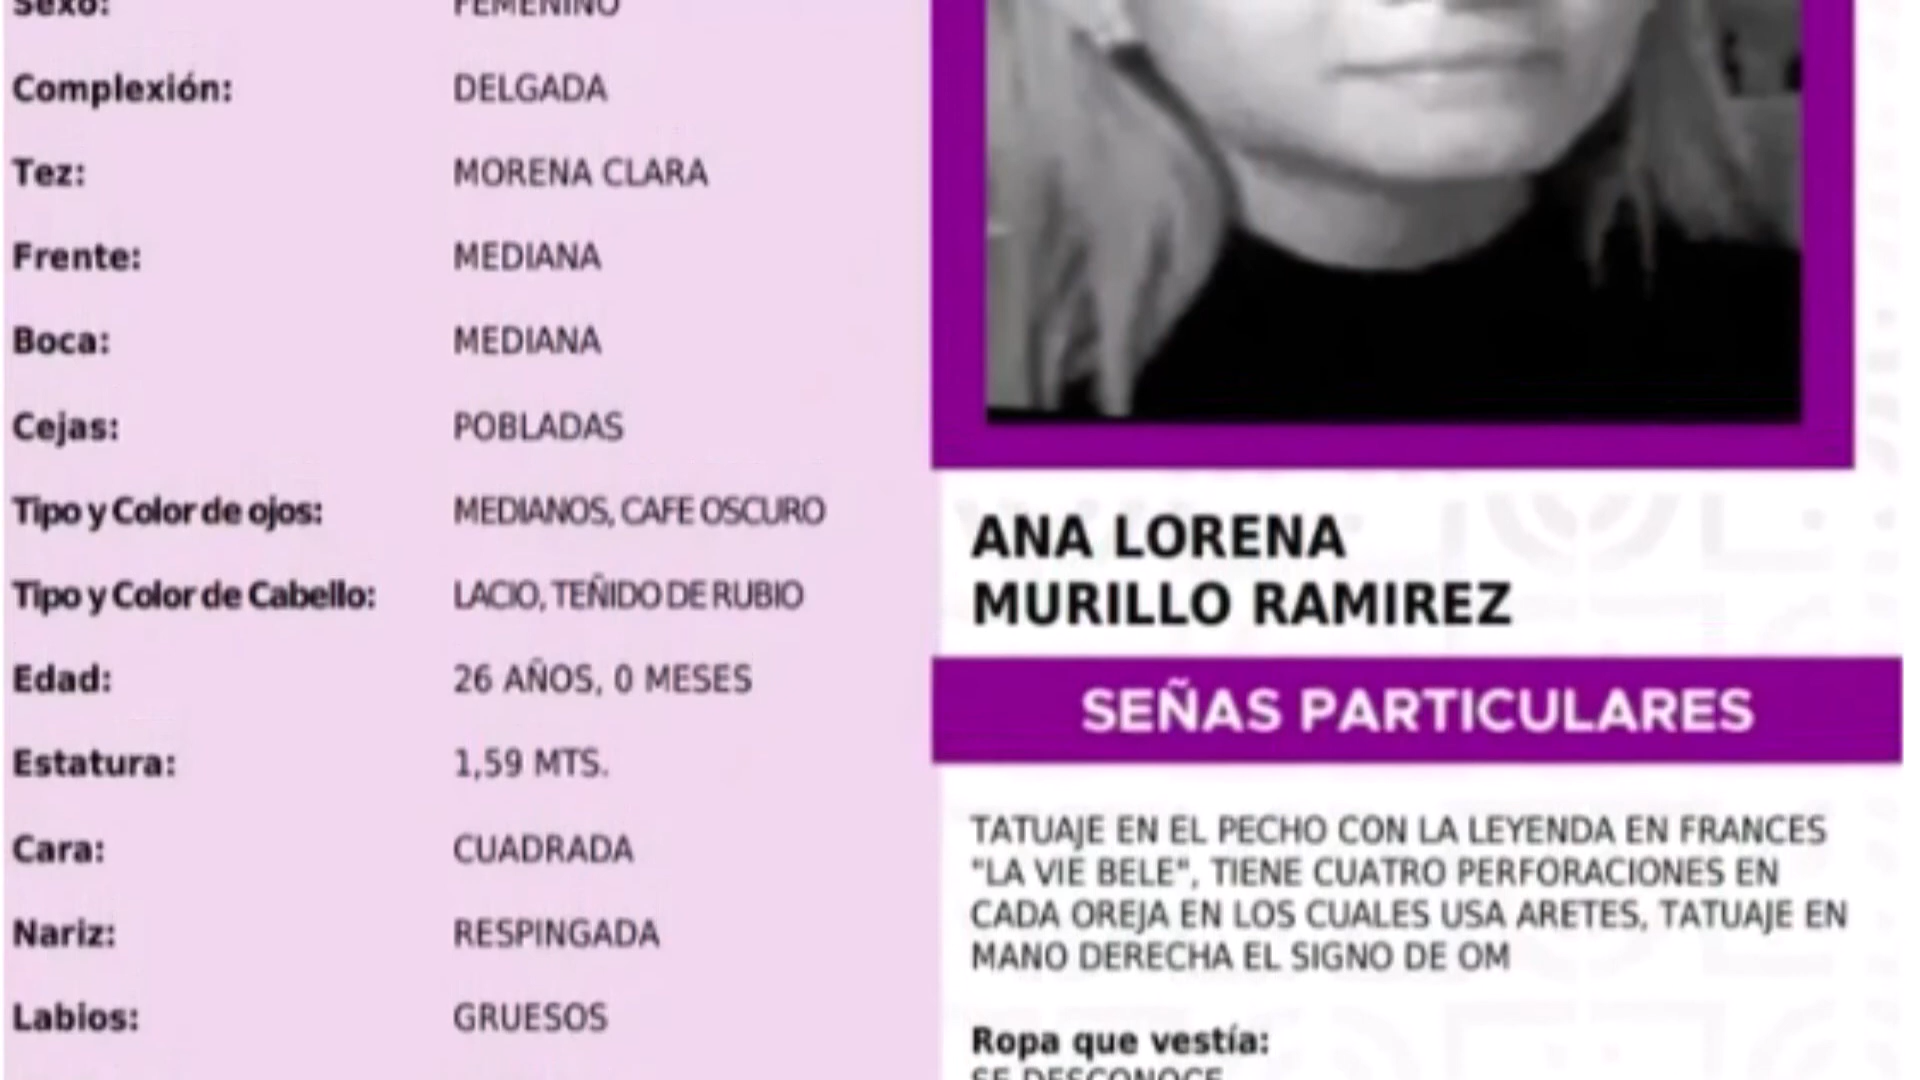 Sexo: FEMENINO
Complexión: DELGADA
Tez: MORENA CLARA
Frente: MEDIANA
Boca: MEDIANA
Cejas: POBLADAS
Tipo y Color de ojos: MEDIANOS, CAFE OSCURO
Tipo y Color de Cabello: LACIO, TEÑIDO DE RUBIO
Edad: 26 AÑOS, 0 MESES
Estatura: 1,59 MTS.
Cara: CUADRADA
Nariz: RESPINGADA
Labios: GRUESOS
ANA LORENA
MURILLO RAMIREZ
SEÑAS PARTICULARES
TATUAJE EN EL PECHO CON LA LEYENDA EN FRANCES
"LA VIE BELE", TIENE CUATRO PERFORACIONES EN
CADA OREJA EN LOS CUALES USA ARETES, TATUAJE EN
MANO DERECHA EL SIGNO DE OM
Ropa que vestía:
SE DESCONOCE